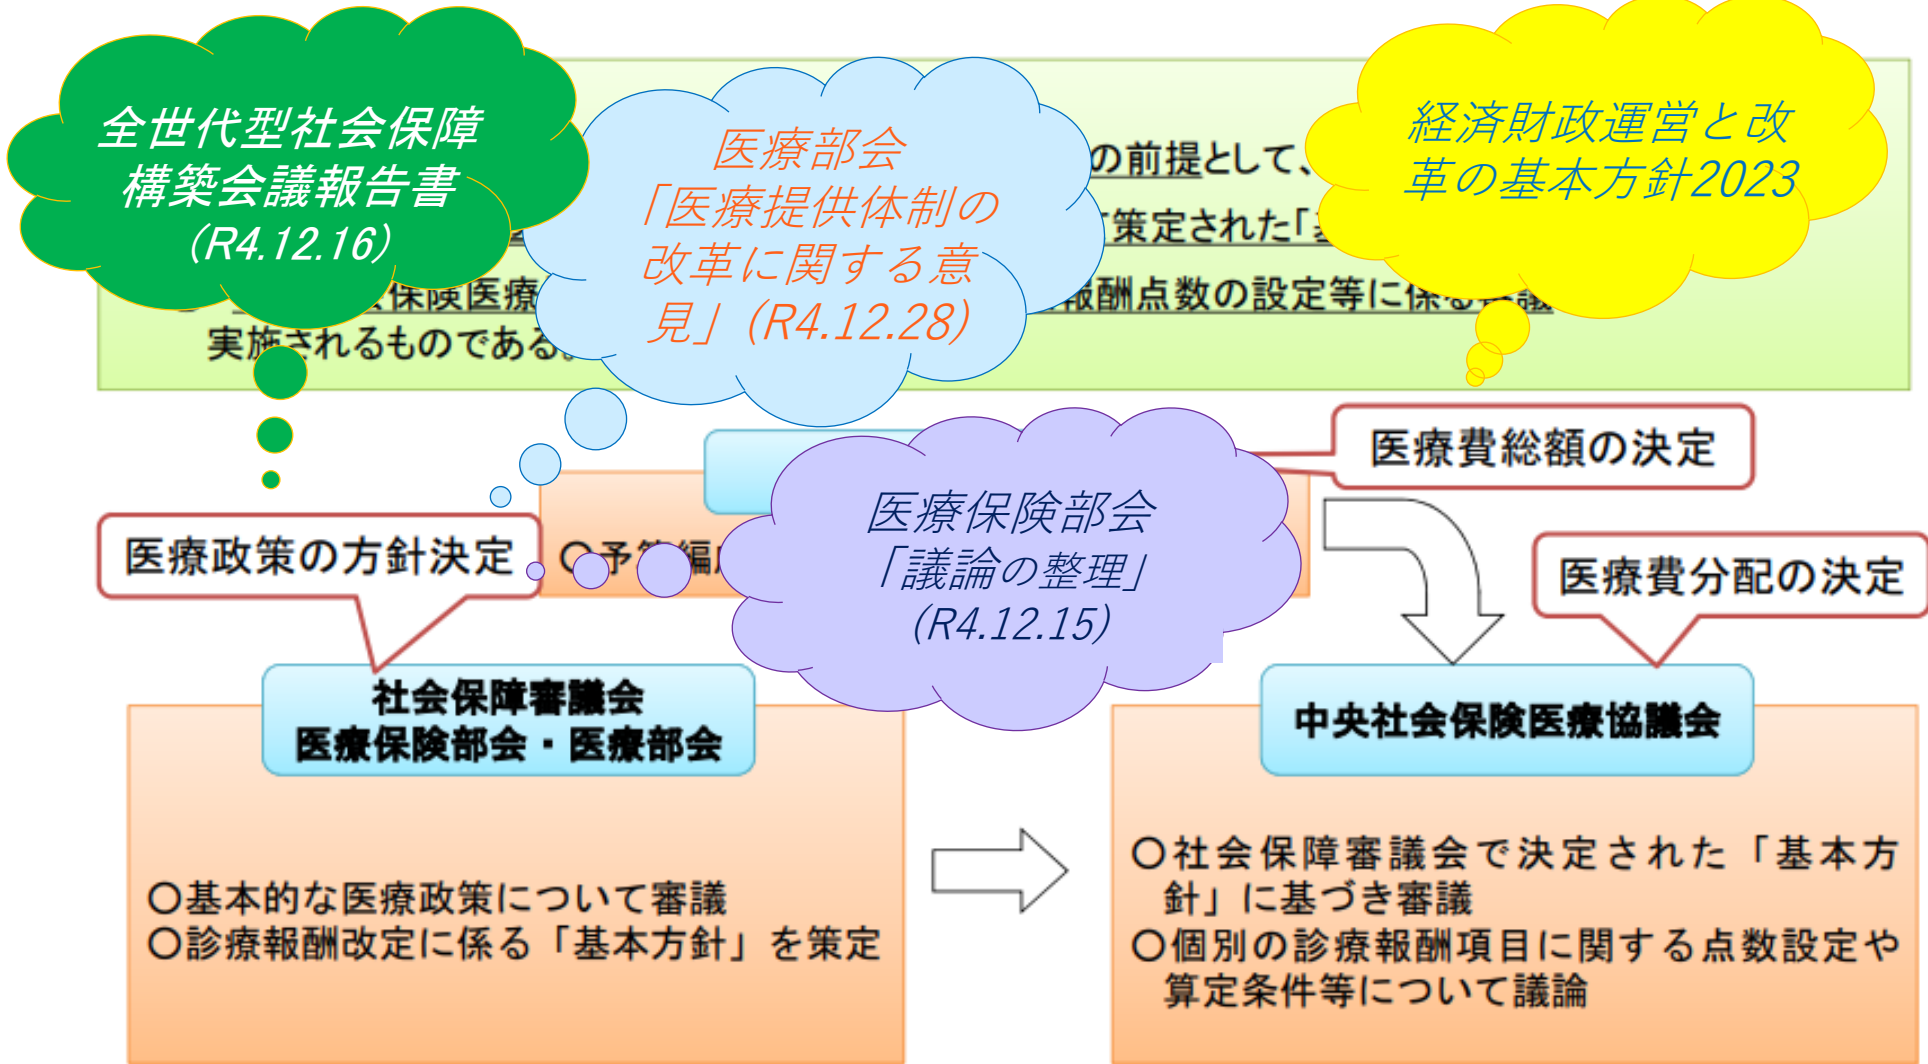 全世代型社会保障
構築会議報告書
(R4.12.16)
医療部会
「医療提供体制の
改革に関する意
見」(R4.12.28)
経済財政運営と改
革の基本方針2023
の前提として、
策定された「
保険医療
報酬点数の設定等に係る
実施されるものである。
医療費総額の決定
医療保険部会
「議論の整理」
(R4.12.15)
医療政策の方針決定
〇予算編
医療費分配の決定
社会保障審議会
医療保険部会・医療部会
中央社会保険医療協議会
〇基本的な医療政策について審議
〇診療報酬改定に係る「基本方針」を策定
〇社会保障審議会で決定された「基本方
針」に基づき審議
〇個別の診療報酬項目に関する点数設定や
算定条件等について議論